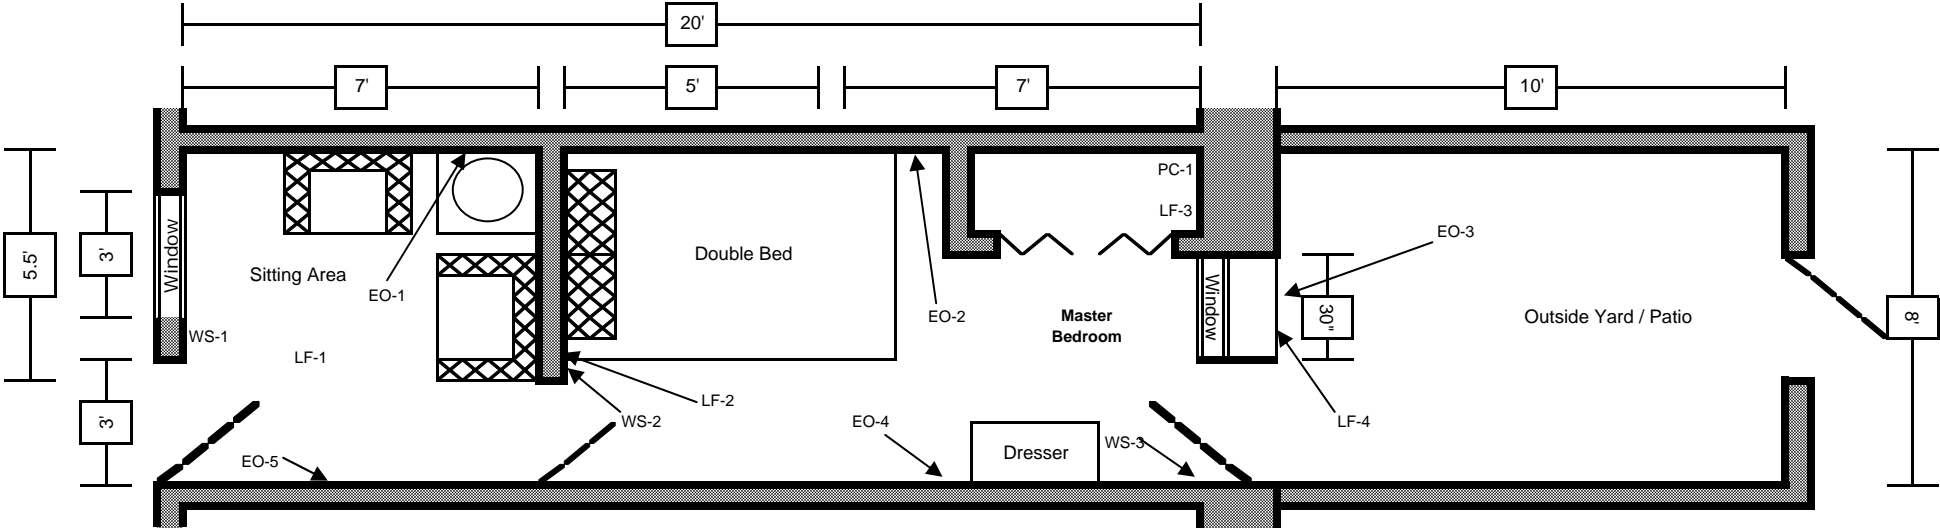 20'
7'
5'
7'
10'
5.5'
3'
3'
Window
Sitting Area
EO-1
WS-1
LF-1
EO-5
Double Bed
EO-2
LF-2
WS-2
EO-4
PC-1
LF-3
Master
Bedroom
Window
Dresser
WS-3
EO-3
30"
LF-4
Outside Yard / Patio
8'